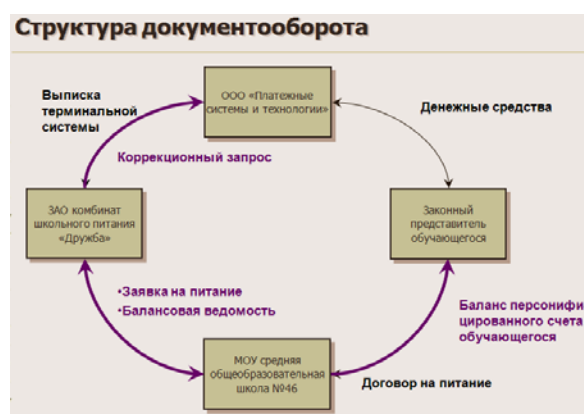 Структура документооборота
Выписка
терминальной
системы
ООО «Платежные
системы и технологии»
Денежные средства
Коррекционный запрос
ЗАО комбинат
школьного питания
«Дружба»
Законный
представитель
обучающегося
•Заявка на питание
•Балансовая ведомость
Баланс персонифи
цированного счета
обучающегося
МОУ средняя
общеобразовательная
школа №46
Договор на питание